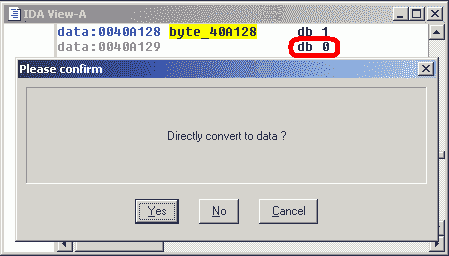 IDA View-A
data:0040A128 byte_40A128 db 1
data:0040A129 db 0
Please confirm
Directly convert to data ?
Yes No Cancel